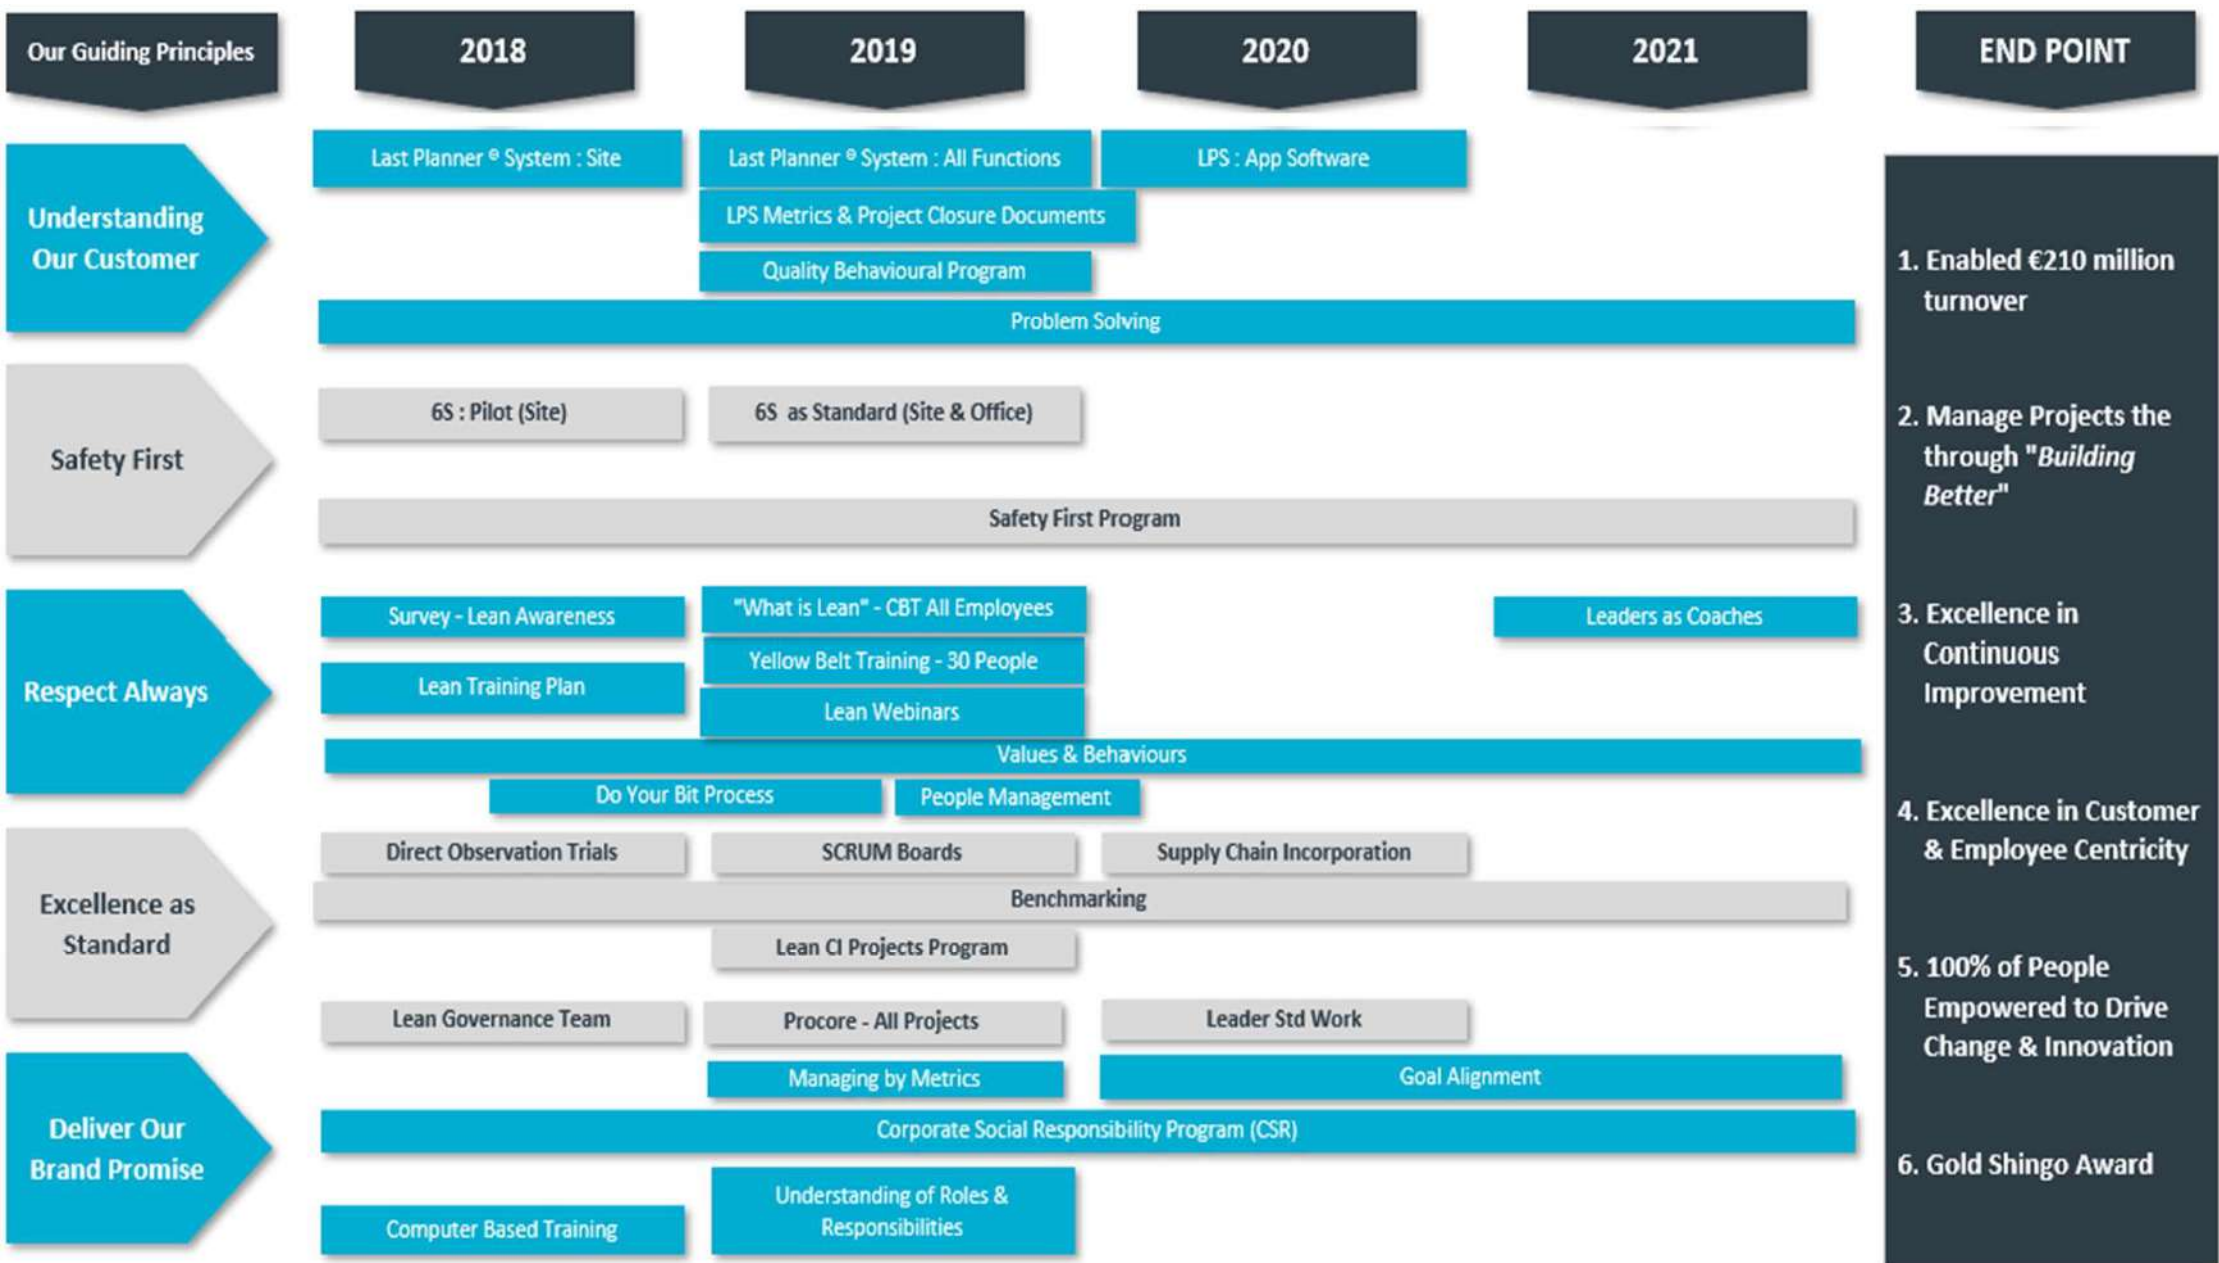 Our Guiding Principles
2018
2019
2020
2021
END POINT
Understanding
Our Customer
Last Planner ® System : Site
Last Planner ® System : All Functions
LPS : App Software
LPS Metrics & Project Closure Documents
Quality Behavioural Program
Problem Solving
Safety First
6S : Pilot (Site)
6S as Standard (Site & Office)
Safety First Program
Respect Always
Survey - Lean Awareness
"What is Lean" - CBT All Employees
Leaders as Coaches
Lean Training Plan
Yellow Belt Training - 30 People
Lean Webinars
Values & Behaviours
Do Your Bit Process
People Management
Excellence as
Standard
Direct Observation Trials
SCRUM Boards
Supply Chain Incorporation
Benchmarking
Lean CI Projects Program
Lean Governance Team
Procore - All Projects
Leader Std Work
Deliver Our
Brand Promise
Managing by Metrics
Goal Alignment
Corporate Social Responsibility Program (CSR)
Computer Based Training
Understanding of Roles &
Responsibilities
1. Enabled €210 million
turnover
2. Manage Projects the
through "Building
Better"
3. Excellence in
Continuous
Improvement
4. Excellence in Customer
& Employee Centricity
5. 100% of People
Empowered to Drive
Change & Innovation
6. Gold Shingo Award